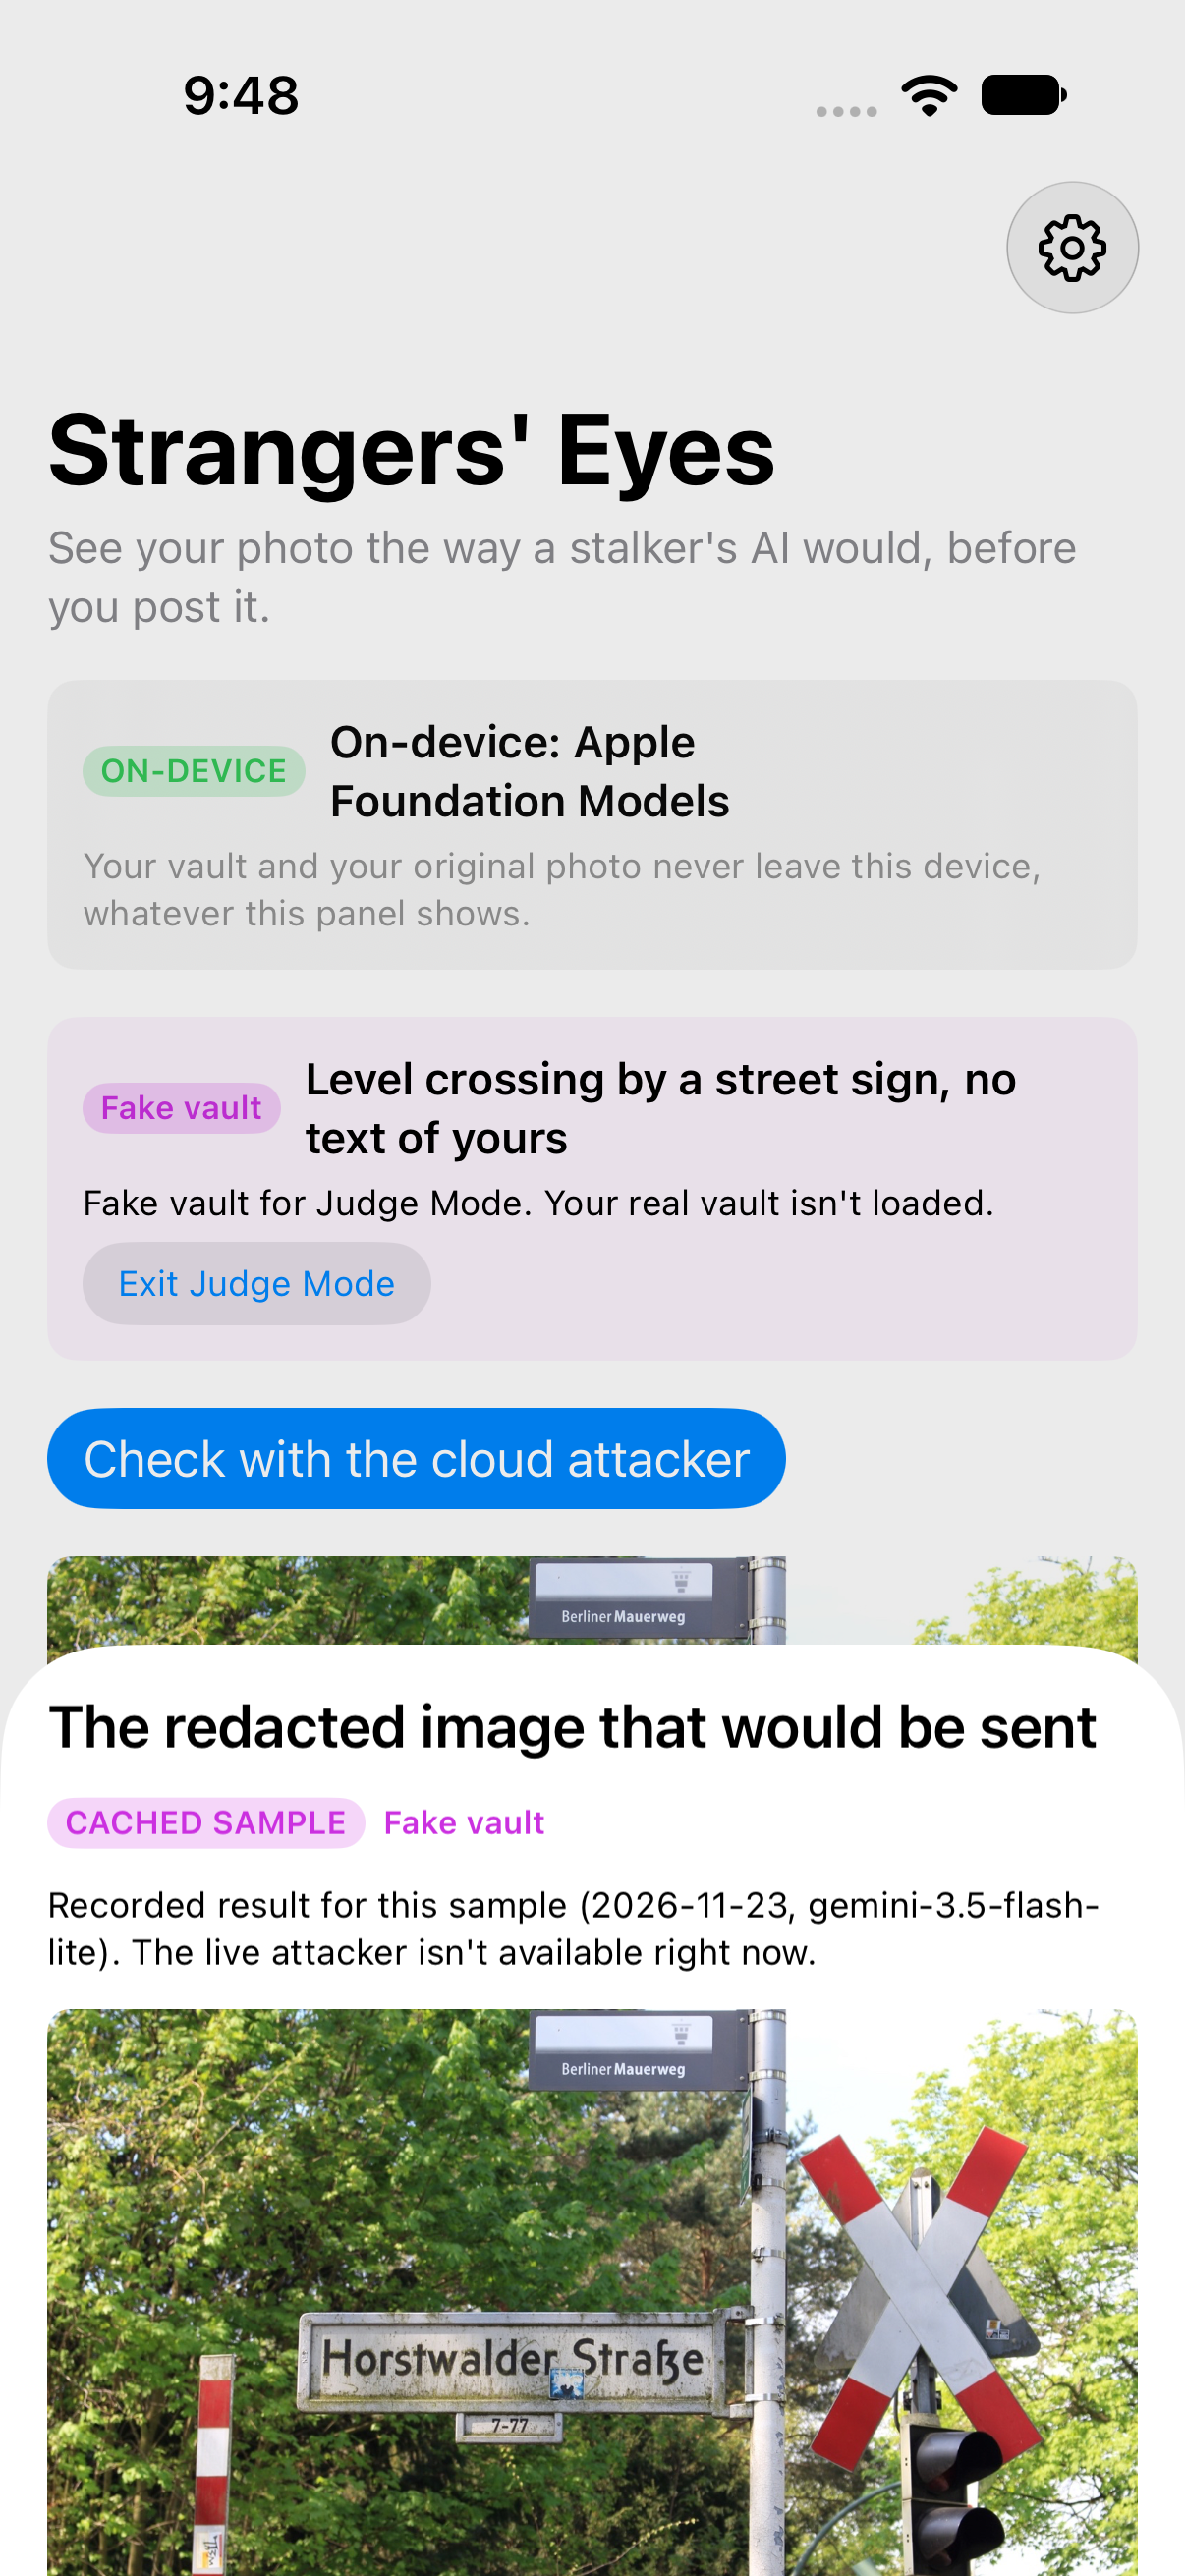 9:48
Strangers' Eyes
See your photo the way a stalker's AI would, before
you post it.
ON-DEVICE
On-device: Apple
Foundation Models
Your vault and your original photo never leave this device,
whatever this panel shows.
Fake vault
Level crossing by a street sign, no
text of yours
Fake vault for Judge Mode. Your real vault isn't loaded.
Exit Judge Mode
Check with the cloud attacker
Berliner Mauerweg
The redacted image that would be sent
CACHED SAMPLE Fake vault
Recorded result for this sample (2026-11-23, gemini-3.5-flash-
lite). The live attacker isn't available right now.
Berliner Mauerweg
Horstwalder Straße
7-77